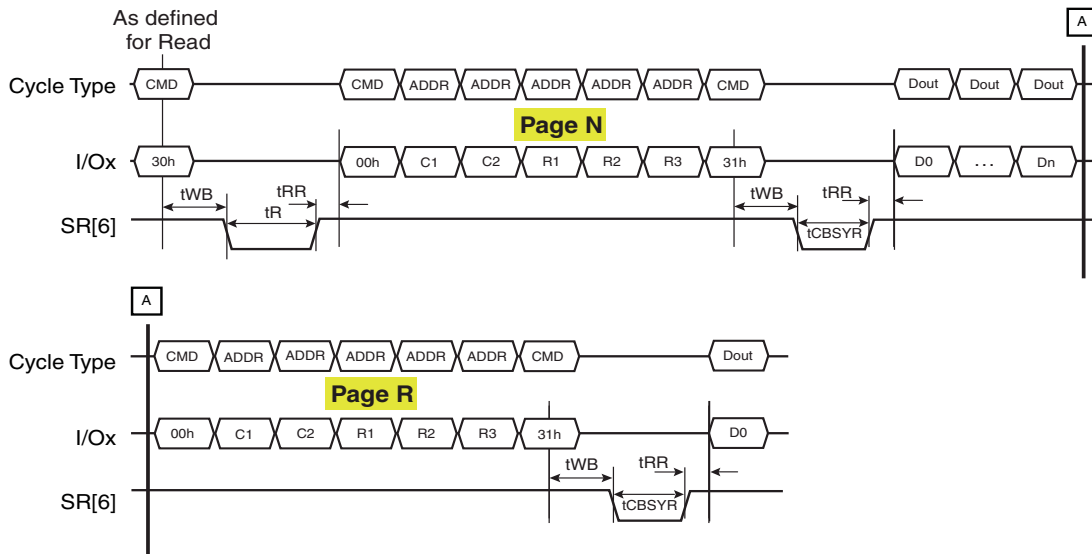 As defined
for Read
A
Cycle Type CMD CMD ADDR ADDR ADDR ADDR ADDR CMD Dout Dout Dout
Page N
I/Ox 30h 00h C1 C2 R1 R2 R3 31h D0 ... Dn
tWB tR tRR tWB tCBSYR tRR
SR[6]
A
Cycle Type CMD ADDR ADDR ADDR ADDR ADDR CMD Dout
Page R
I/Ox 00h C1 C2 R1 R2 R3 31h D0
tWB tCBSYR tRR
SR[6]